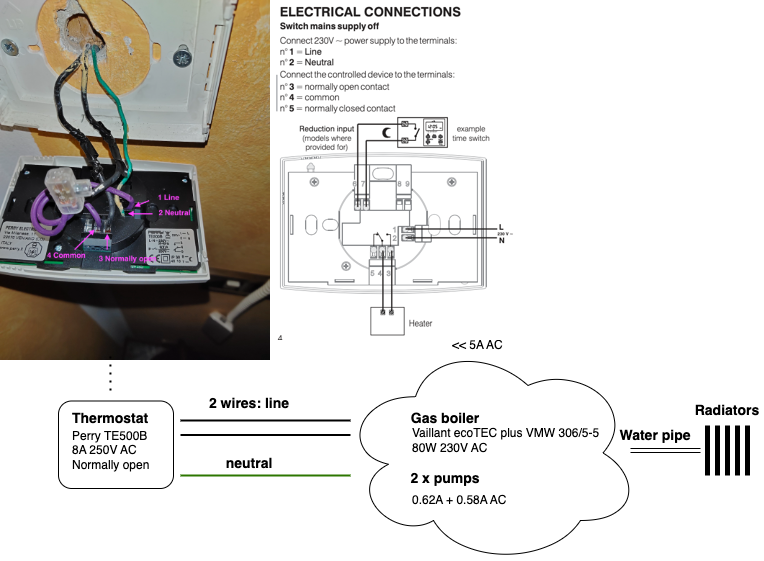 ELECTRICAL CONNECTIONS
Switch mains supply off
Connect 230V ~ power supply to the terminals:
n° 1 = Line
n° 2 = Neutral
Connect the controlled device to the terminals:
n° 3 = normally open contact
n° 4 = common
n° 5 = normally closed contact
Reduction input
(models where
provided for)
example
time switch
6 7 8 9
1
2
L
230 V~
N
5 4 3
Heater
4
1 Line
2 Neutral
4 Common
3 Normally open
PERRY ELECTRIC
ITALY
<< 5A AC
Thermostat
Perry TE500B
8A 250V AC
Normally open
2 wires: line
neutral
Gas boiler
Vaillant ecoTEC plus VMW 306/5-5
80W 230V AC
2 x pumps
0.62A + 0.58A AC
Water pipe
Radiators